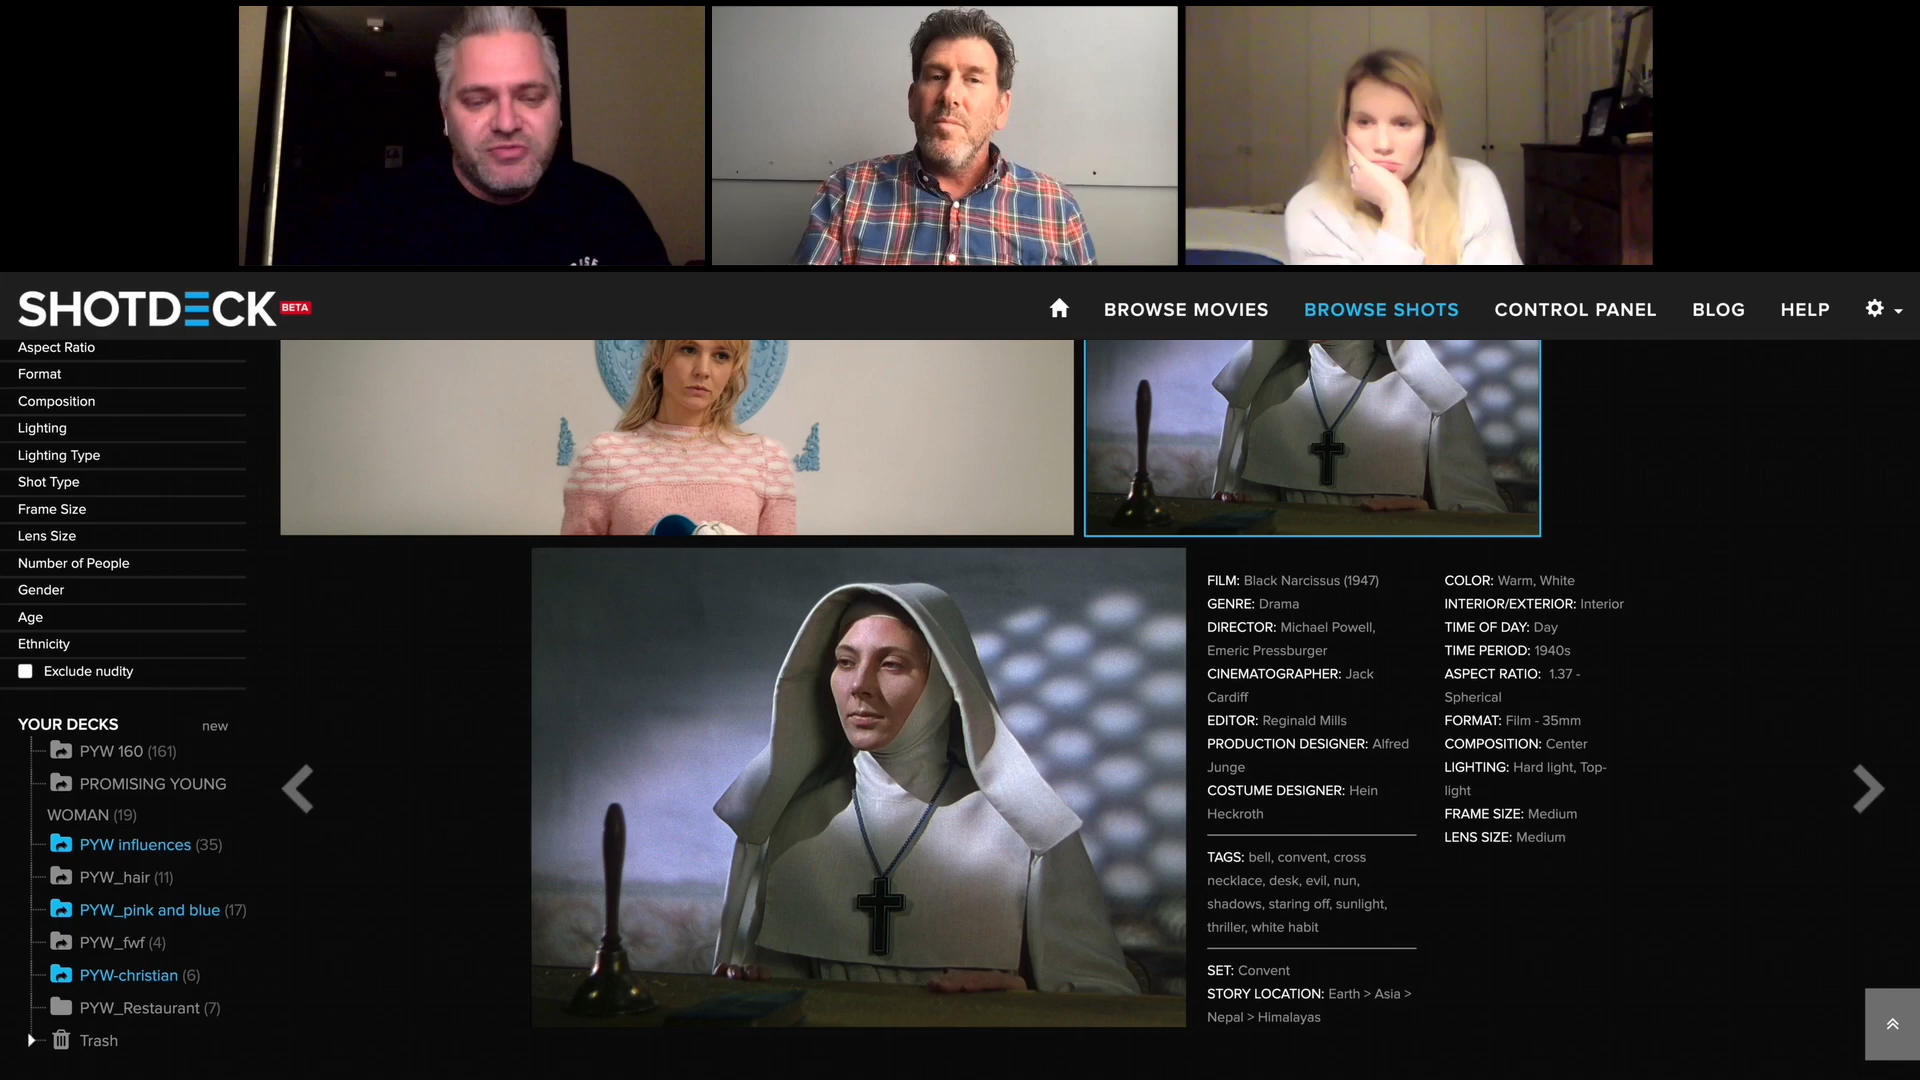 SHOTDECK BETA
BROWSE MOVIES
BROWSE SHOTS
CONTROL PANEL
BLOG
HELP
Aspect Ratio
Format
Composition
Lighting
Lighting Type
Shot Type
Frame Size
Lens Size
Number of People
Gender
Age
Ethnicity
Exclude nudity
YOUR DECKS new
PYW 160 (161)
PROMISING YOUNG
WOMAN (19)
PYW influences (35)
PYW_hair (11)
PYW_pink and blue (17)
PYW_fwf (4)
PYW-christian (6)
PYW_Restaurant (7)
Trash
FILM: Black Narcissus (1947)
GENRE: Drama
DIRECTOR: Michael Powell,
Emeric Pressburger
CINEMATOGRAPHER: Jack
Cardiff
EDITOR: Reginald Mills
PRODUCTION DESIGNER: Alfred
Junge
COSTUME DESIGNER: Hein
Heckroth
TAGS: bell, convent, cross
necklace, desk, evil, nun,
shadows, staring off, sunlight,
thriller, white habit
SET: Convent
STORY LOCATION: Earth > Asia >
Nepal > Himalayas
COLOR: Warm, White
INTERIOR/EXTERIOR: Interior
TIME OF DAY: Day
TIME PERIOD: 1940s
ASPECT RATIO: 1.37 -
Spherical
FORMAT: Film - 35mm
COMPOSITION: Center
LIGHTING: Hard light, Top-
light
FRAME SIZE: Medium
LENS SIZE: Medium